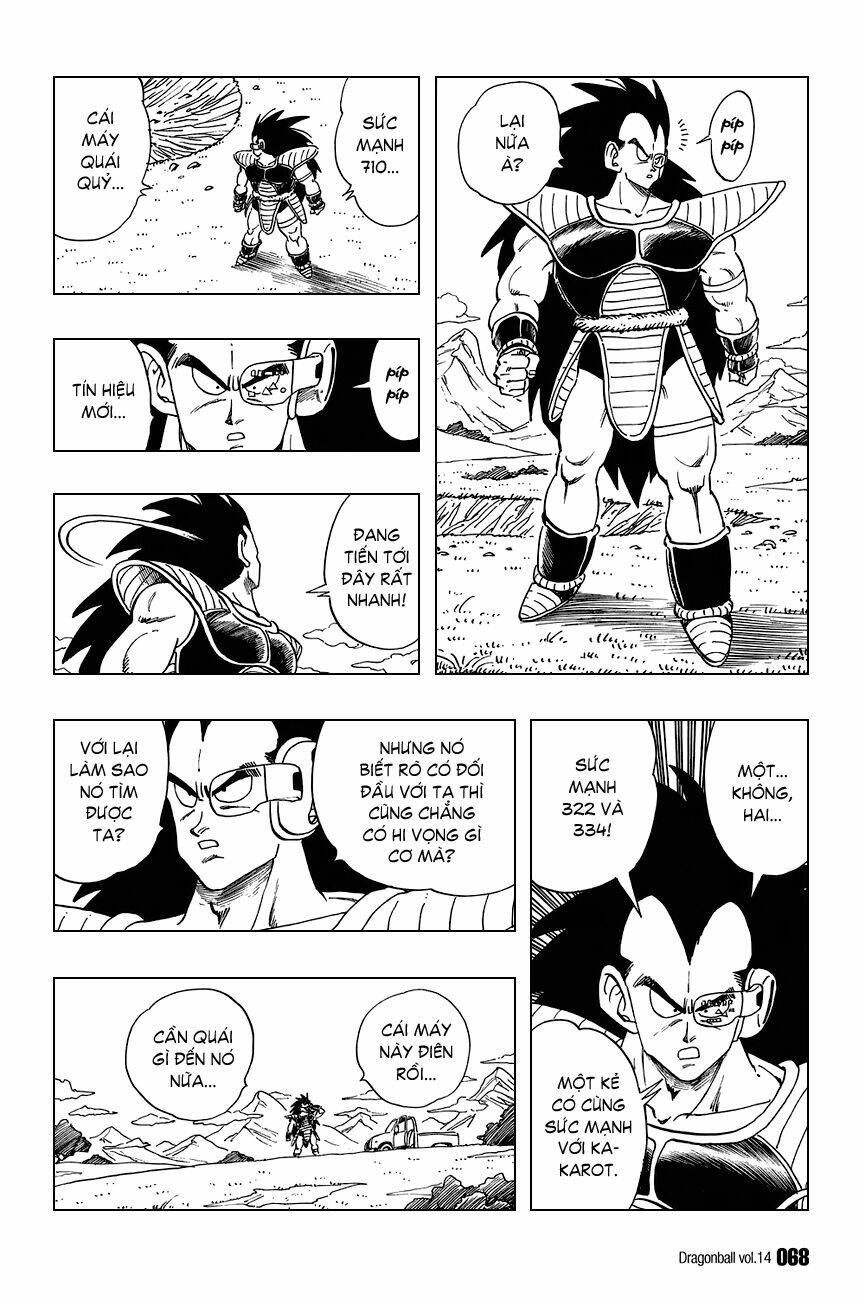 píp
píp
LẠI
NỮA
À?
SỨC
MẠNH
710...
CÁI
MÁY
QUÁI
QUỶ...
píp
píp
TÍN HIỆU
MỚI...
ĐANG
TIẾN TỚI
ĐÂY RẤT
NHANH!
MỘT...
KHÔNG,
HAI...
SỨC
MẠNH
322 VÀ
334!
MỘT KẺ
CÓ CÙNG
SỨC MẠNH
VỚI KA-
KAROT.
NHƯNG NÓ
BIẾT RÕ CÓ ĐỐI
ĐẦU VỚI TA THÌ
CŨNG CHẲNG
CÓ HI VỌNG GÌ
CƠ MÀ?
VỚI LẠI
LÀM SAO
NÓ TÌM
ĐƯỢC
TA?
CÁI MÁY
NÀY ĐIÊN
RỒI...
CẦN QUÁI
GÌ ĐẾN NÓ
NỮA...
Dragonball vol.14 068